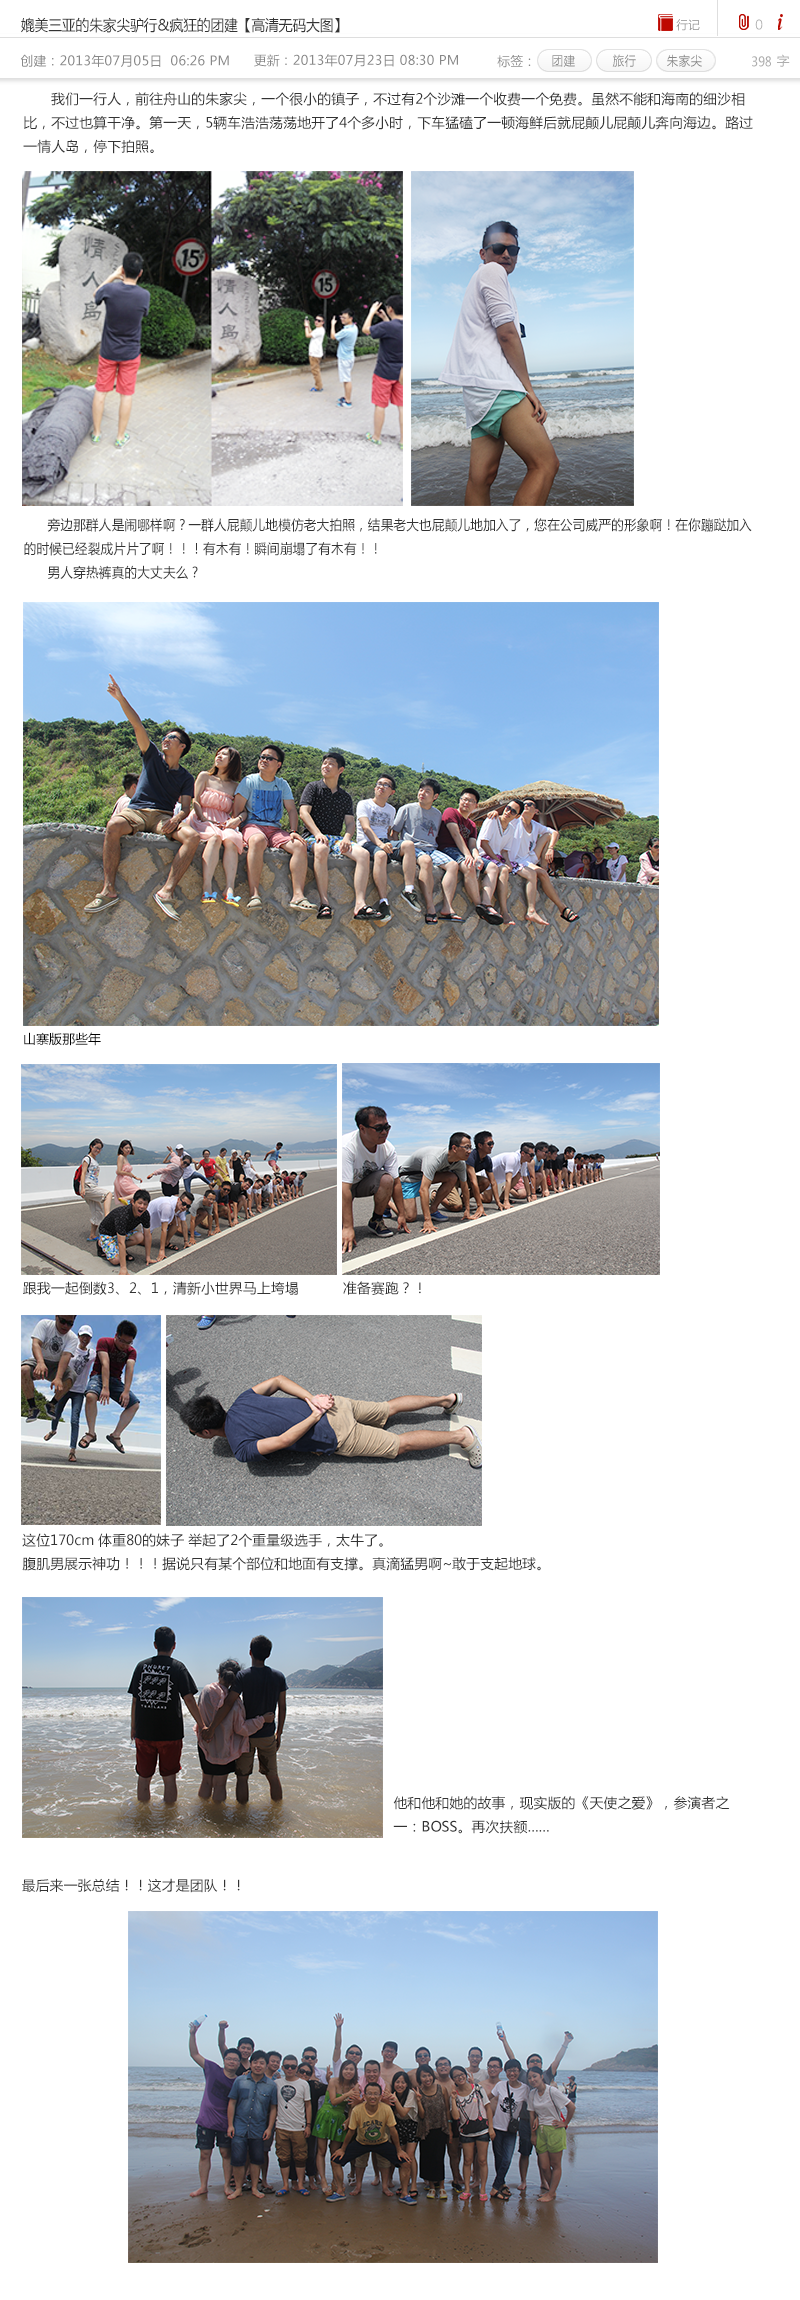 媲美三亚的朱家尖驴行&疯狂的团建【高清无码大图】
行记
0
创建：2013年07月05日 06:26 PM
更新：2013年07月23日 08:30 PM
标签：
团建
旅行
朱家尖
398 字
我们一行人，前往舟山的朱家尖，一个很小的镇子，不过有2个沙滩一个收费一个免费。虽然不能和海南的细沙相
比，不过也算干净。第一天，5辆车浩浩荡荡地开了4个多小时，下车猛磕了一顿海鲜后就屁颠儿屁颠儿奔向海边。路过
一情人岛，停下拍照。
情人岛
15
情人岛
15
旁边那群人是闹哪样啊？一群人屁颠儿地模仿老大拍照，结果老大也屁颠儿地加入了，您在公司威严的形象啊！在你蹦跶加入
的时候已经裂成片片了啊！！！有木有！瞬间崩塌了有木有！！
男人穿热裤真的大丈夫么？
山寨版那些年
跟我一起倒数3、2、1，清新小世界马上垮塌
准备赛跑？！
这位170cm 体重80的妹子 举起了2个重量级选手，太牛了。
腹肌男展示神功！！！据说只有某个部位和地面有支撑。真滴猛男啊~敢于支起地球。
PHUKET
THAILAND
他和他和她的故事，现实版的《天使之爱》，参演者之
一：BOSS。再次扶额......
最后来一张总结！！这才是团队！！